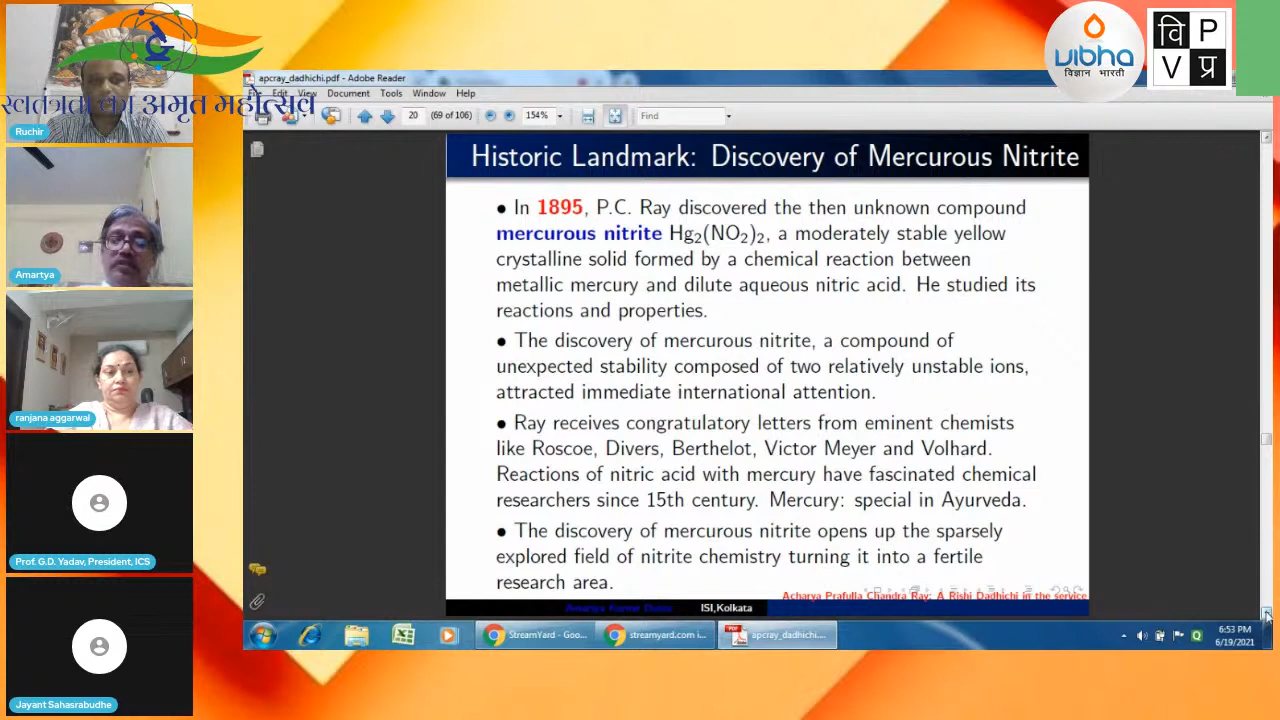 स्वतंत्रता का अमृत महोत्सव
Ruchir
Amartya
ranjana aggarwal
Prof. G.D. Yadav, President, ICS
Jayant Sahasrabudhe
vibha
विज्ञान भारती
वि P
V प्र
apcray_dadhichi.pdf - Adobe Reader
Edit View Document Tools Window Help
20 (69 of 106) 154% Find
Historic Landmark: Discovery of Mercurous Nitrite
• In 1895, P.C. Ray discovered the then unknown compound
mercurous nitrite Hg₂(NO₂)₂, a moderately stable yellow
crystalline solid formed by a chemical reaction between
metallic mercury and dilute aqueous nitric acid. He studied its
reactions and properties.
• The discovery of mercurous nitrite, a compound of
unexpected stability composed of two relatively unstable ions,
attracted immediate international attention.
• Ray receives congratulatory letters from eminent chemists
like Roscoe, Divers, Berthelot, Victor Meyer and Volhard.
Reactions of nitric acid with mercury have fascinated chemical
researchers since 15th century. Mercury: special in Ayurveda.
• The discovery of mercurous nitrite opens up the sparsely
explored field of nitrite chemistry turning it into a fertile
research area.
Acharya Prafulla Chandra Ray: A Rishi Dadhichi in the service
Amartya Kumar Dutta ISI,Kolkata
StreamYard - Goo...
streamyard.com i...
apcray_dadhichi....
6:53 PM
6/19/2021